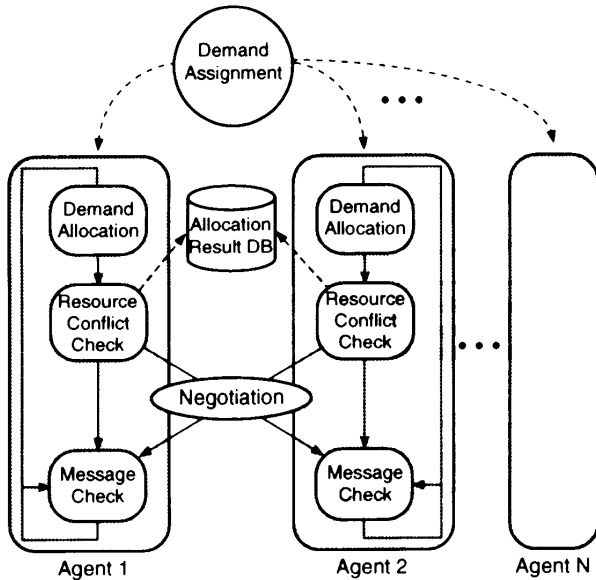 Demand
Assignment
Demand
Allocation
Allocation
Result DB
Demand
Allocation
Resource
Conflict
Check
Resource
Conflict
Check
Negotiation
Message
Check
Message
Check
Agent 1
Agent 2
Agent N